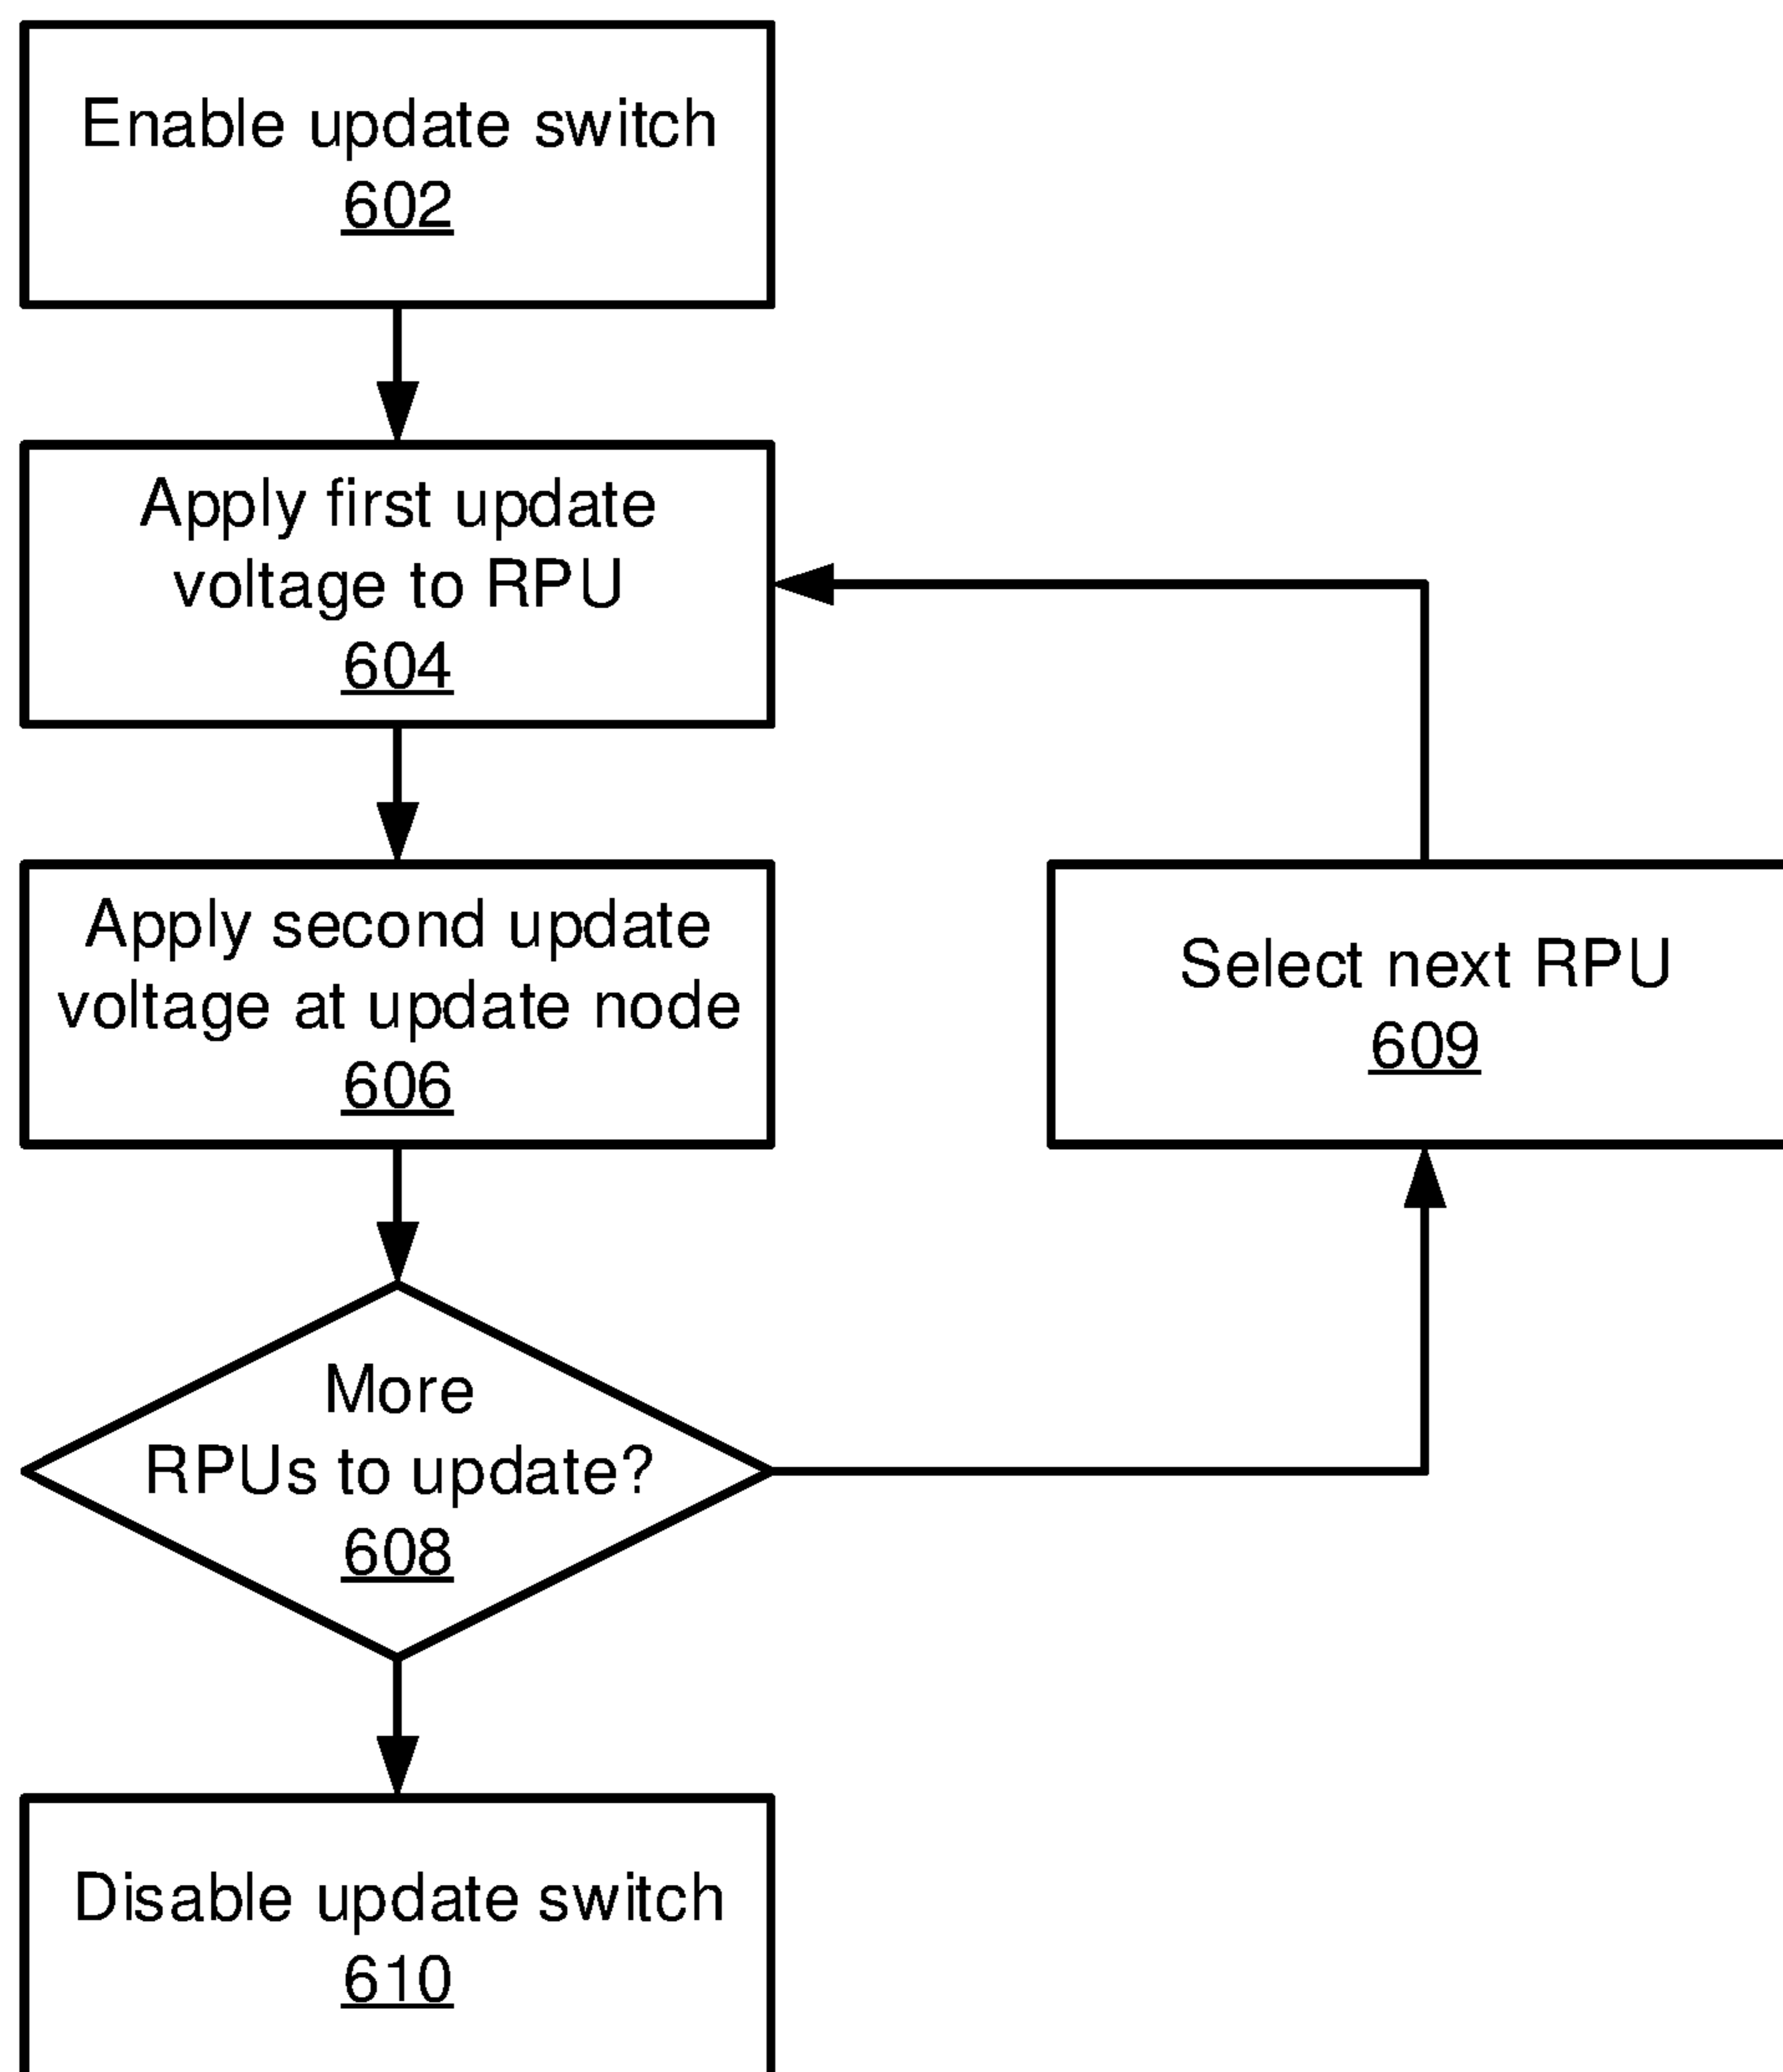 Enable update switch
602
Apply first update
voltage to RPU
604
Apply second update
voltage at update node
606
Select next RPU
609
More
RPUs to update?
608
Disable update switch
610